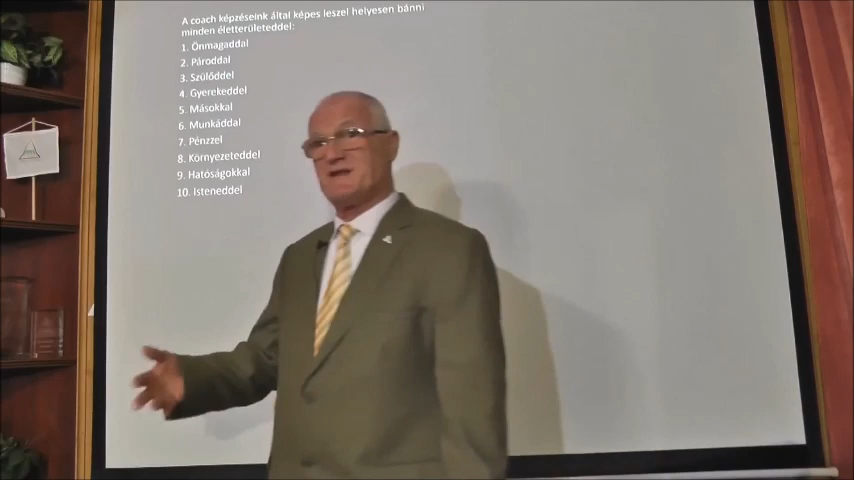 A coach képzéseink által képes leszel helyesen bánni
minden életterületeddel:
1. Önmagaddal
2. Pároddal
3. Szülőddel
4. Gyerekeddel
5. Másokkal
6. Munkáddal
7. Pénzzel
8. Környezeteddel
9. Hatóságokkal
10. Isteneddel